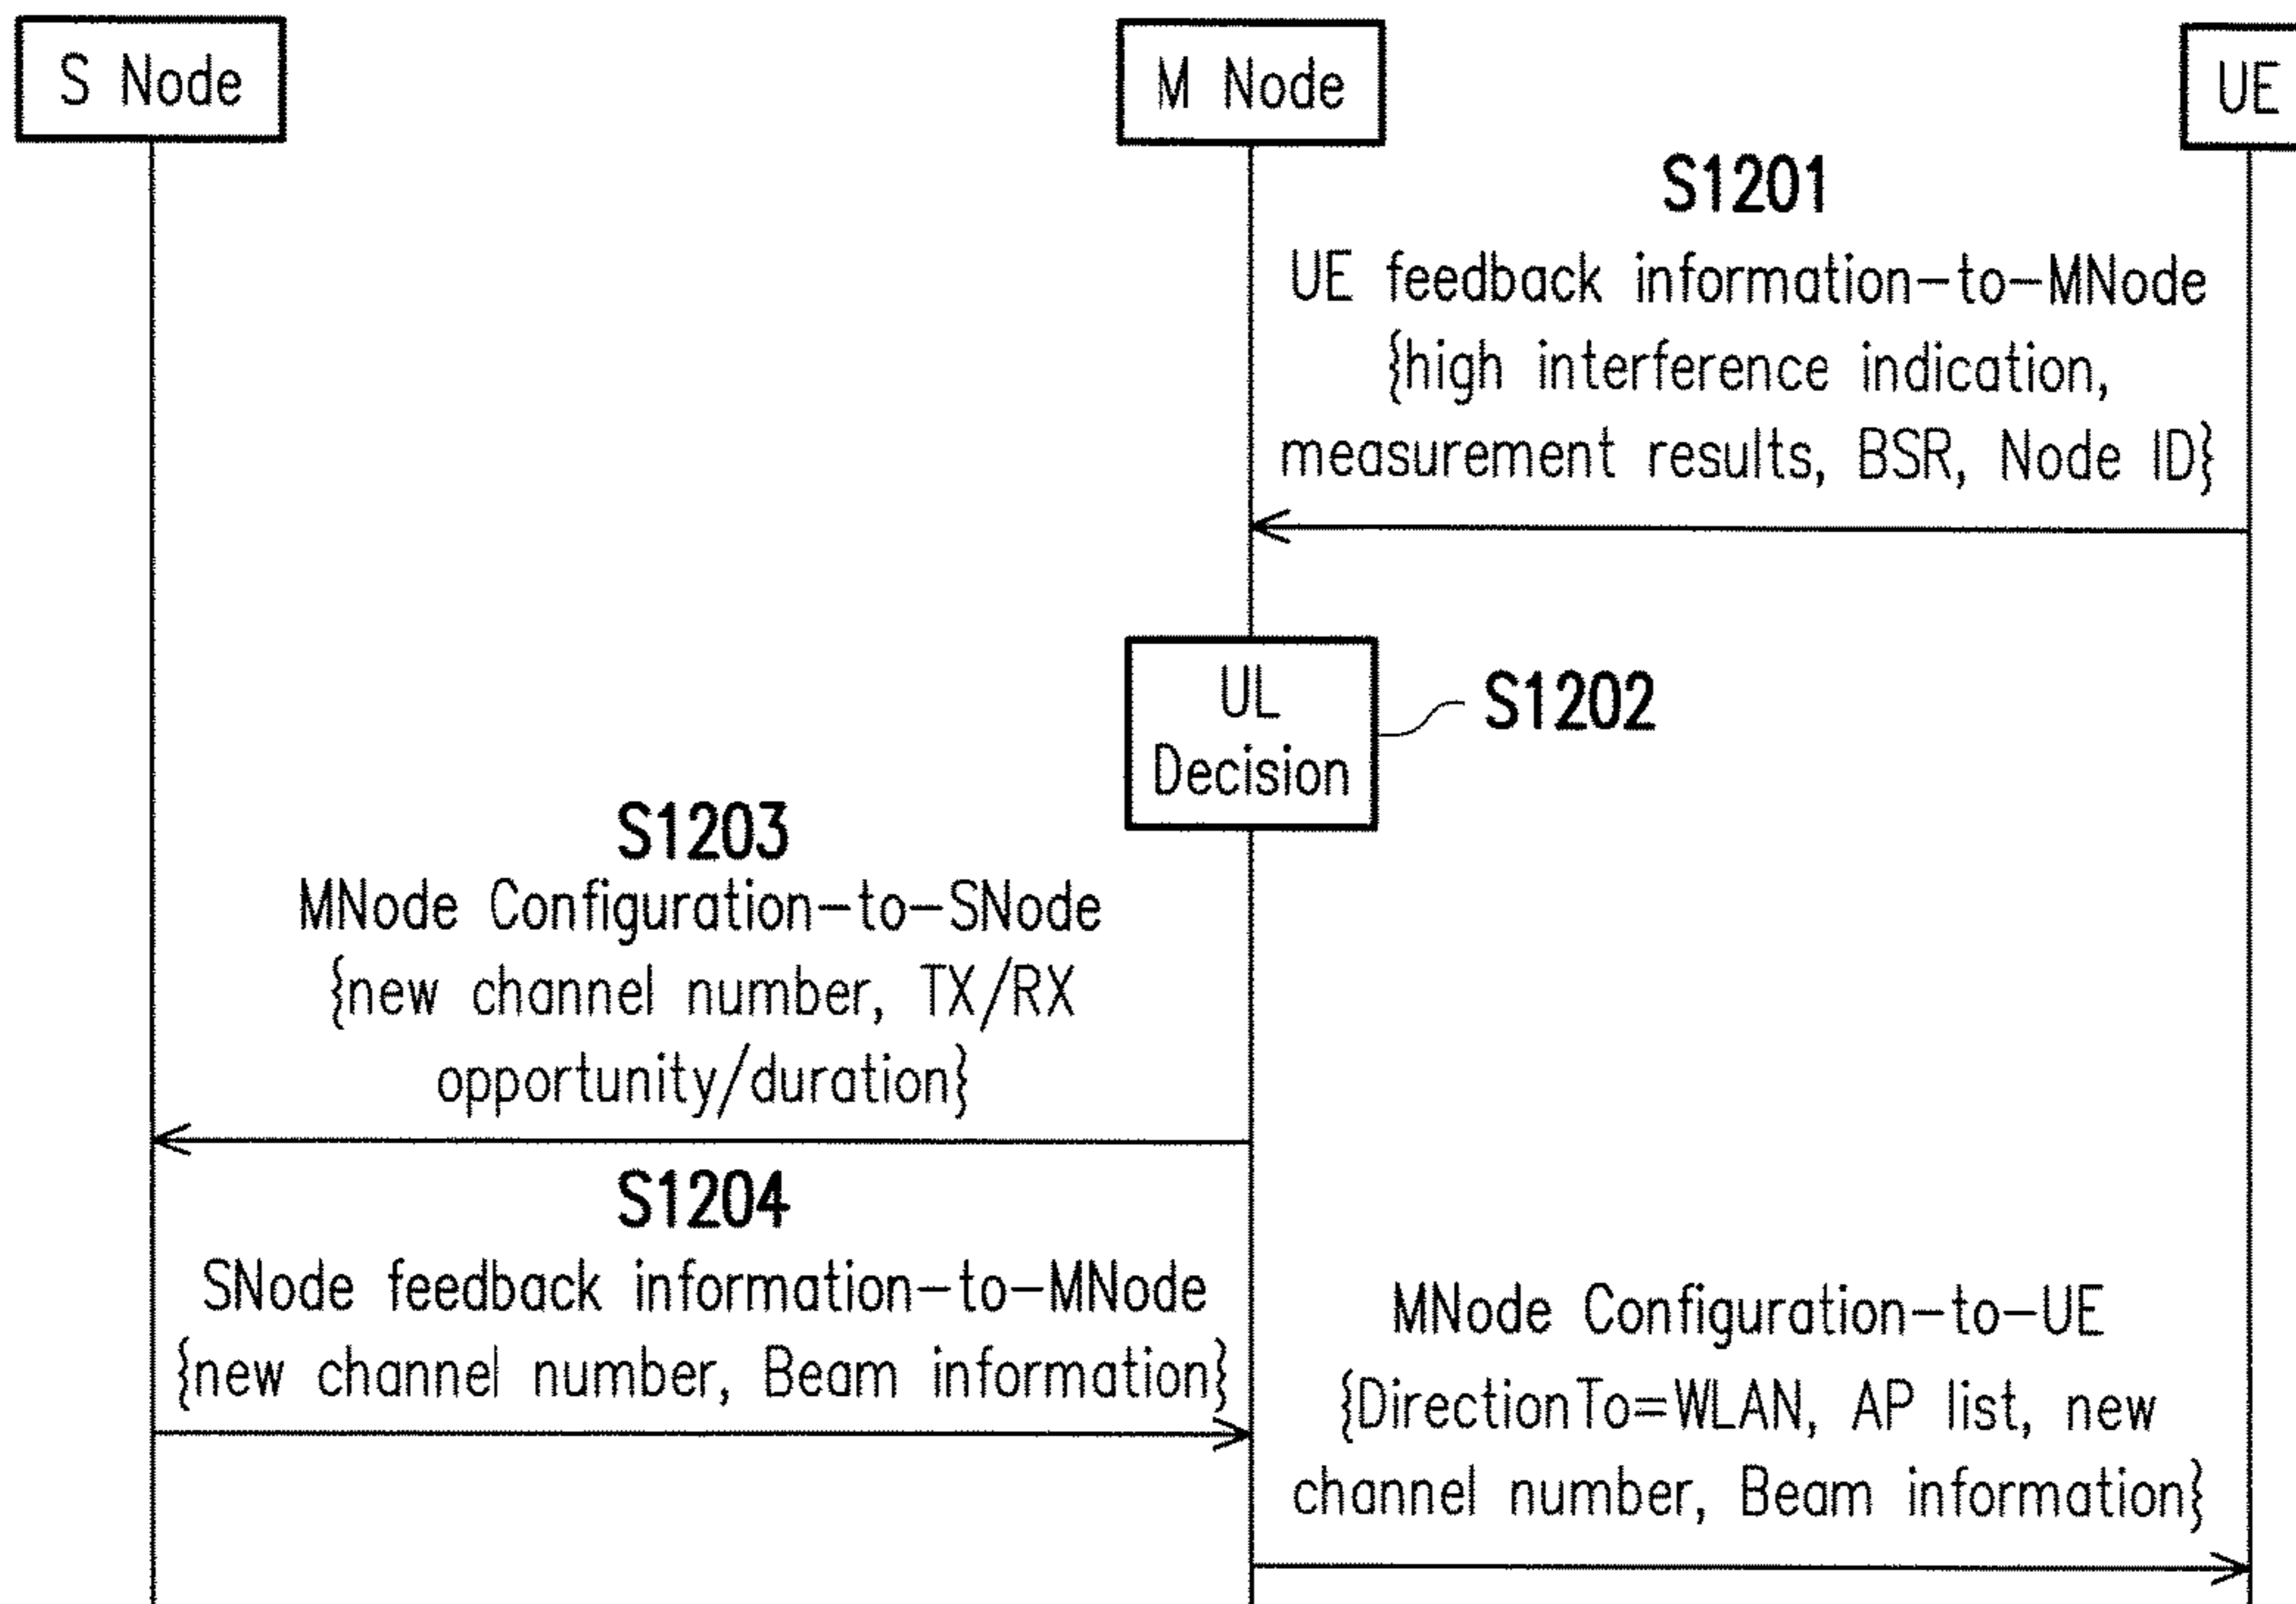 S Node
M Node
UE
S1201
UE feedback information-to-MNode
{high interference indication,
measurement results, BSR, Node ID}
UL
Decision
S1202
S1203
MNode Configuration-to-SNode
{new channel number, TX/RX
opportunity/duration}
S1204
SNode feedback information-to-MNode
{new channel number, Beam information}
MNode Configuration-to-UE
{DirectionTo=WLAN, AP list, new
channel number, Beam information}